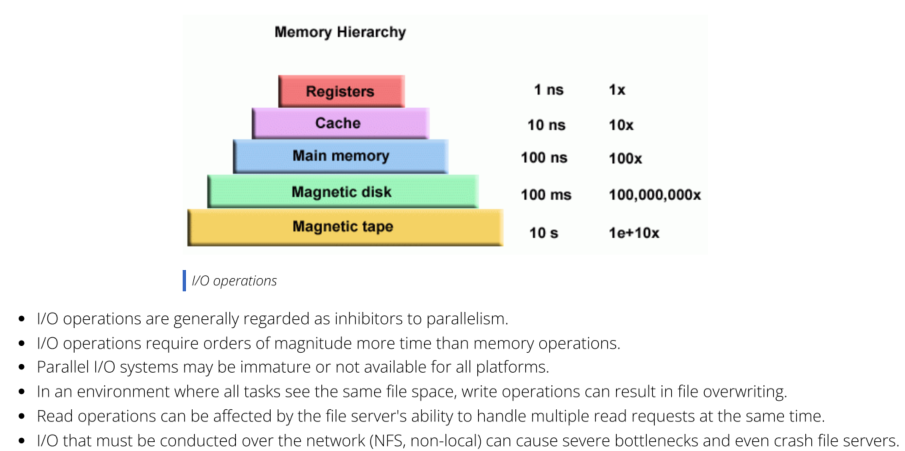 Memory Hierarchy
Registers 1 ns 1x
Cache 10 ns 10x
Main memory 100 ns 100x
Magnetic disk 100 ms 100,000,000x
Magnetic tape 10 s 1e+10x
I/O operations
• I/O operations are generally regarded as inhibitors to parallelism.
• I/O operations require orders of magnitude more time than memory operations.
• Parallel I/O systems may be immature or not available for all platforms.
• In an environment where all tasks see the same file space, write operations can result in file overwriting.
• Read operations can be affected by the file server's ability to handle multiple read requests at the same time.
• I/O that must be conducted over the network (NFS, non-local) can cause severe bottlenecks and even crash file servers.